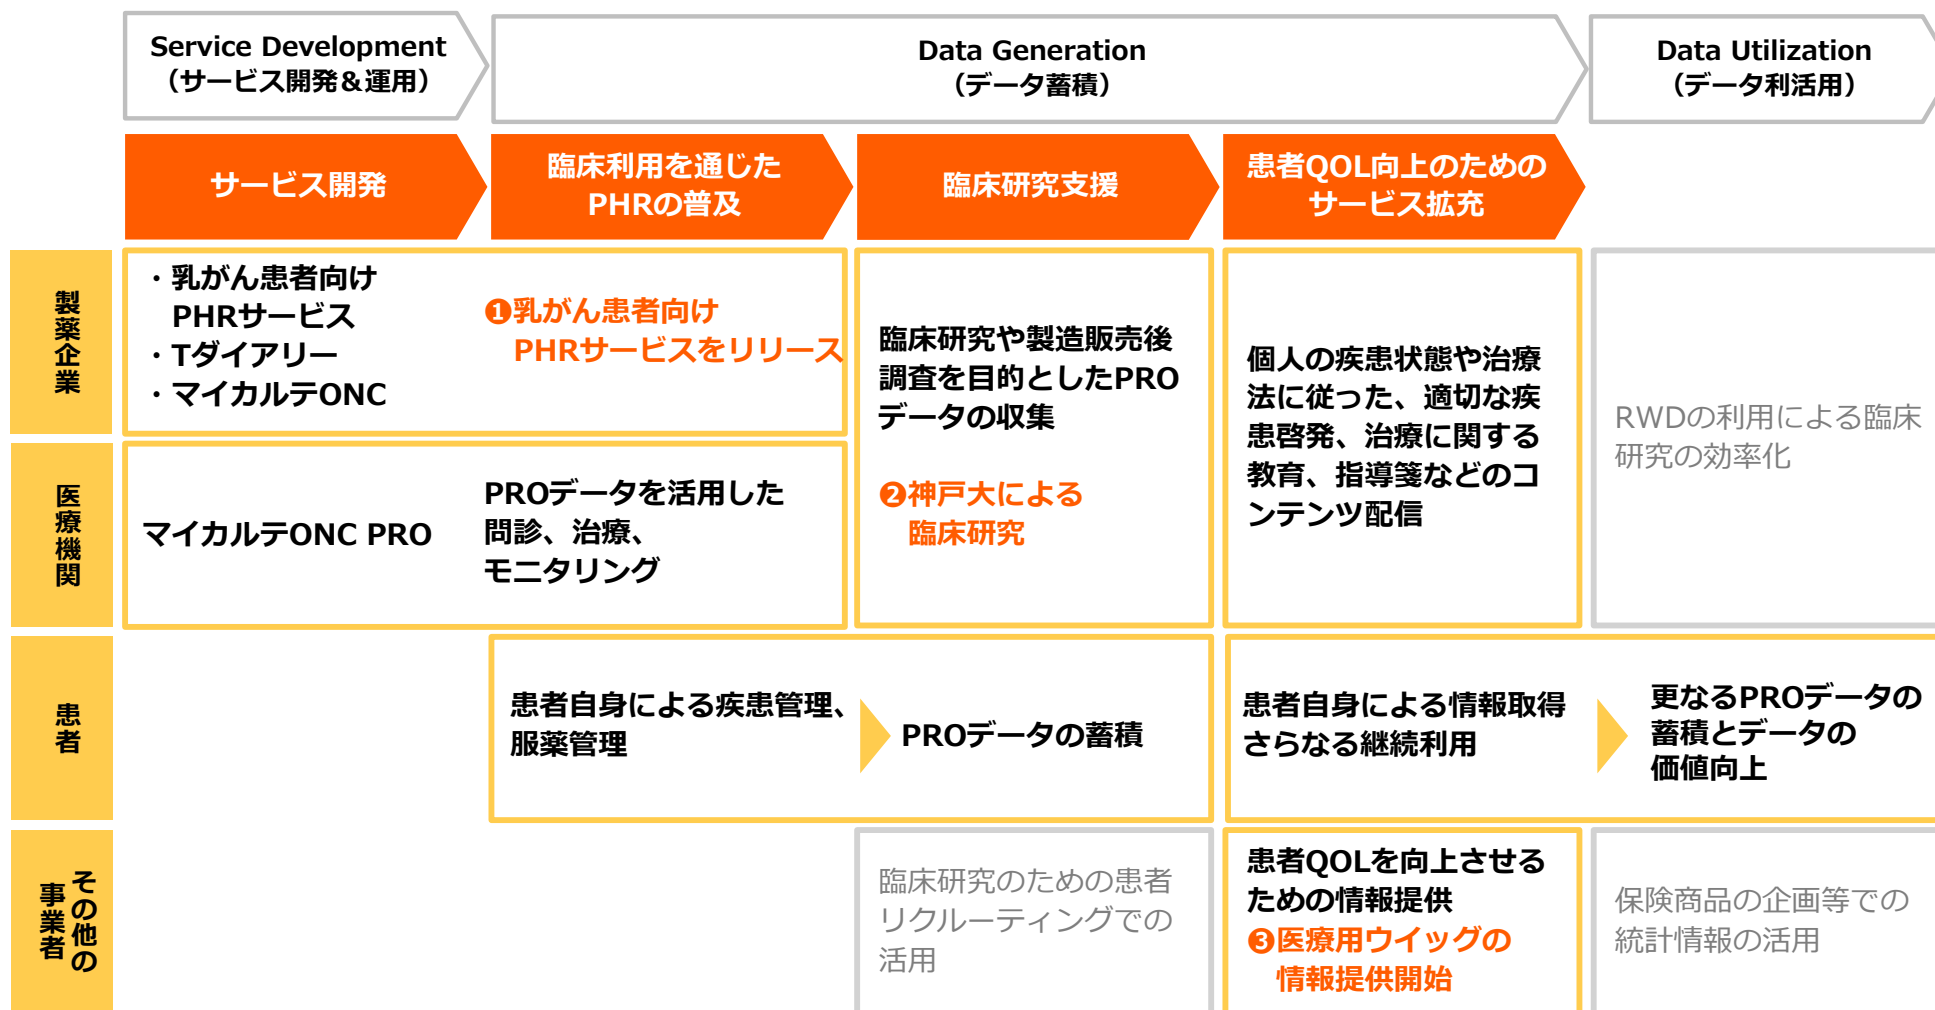 Service Development
（サービス開発＆運用）
Data Generation
（データ蓄積）
Data Utilization
（データ利活用）
サービス開発
臨床利用を通じた
PHRの普及
臨床研究支援
患者QOL向上のための
サービス拡充
製薬企業
・乳がん患者向け
PHRサービス
・Tダイアリー
・マイカルテONC
❶乳がん患者向け
PHRサービスをリリース
臨床研究や製造販売後
調査を目的としたPRO
データの収集
❷神戸大による
臨床研究
個人の疾患状態や治療
法に従った、適切な疾
患啓発、治療に関する
教育、指導箋などのコ
ンテンツ配信
RWDの利用による臨床
研究の効率化
医療機関
マイカルテONC PRO
PROデータを活用した
問診、治療、
モニタリング
患者
患者自身による疾患管理、
服薬管理
PROデータの蓄積
患者自身による情報取得
さらなる継続利用
更なるPROデータの
蓄積とデータの
価値向上
その他の
事業者
臨床研究のための患者
リクルーティングでの
活用
患者QOLを向上させる
ための情報提供
❸医療用ウイッグの
情報提供開始
保険商品の企画等での
統計情報の活用